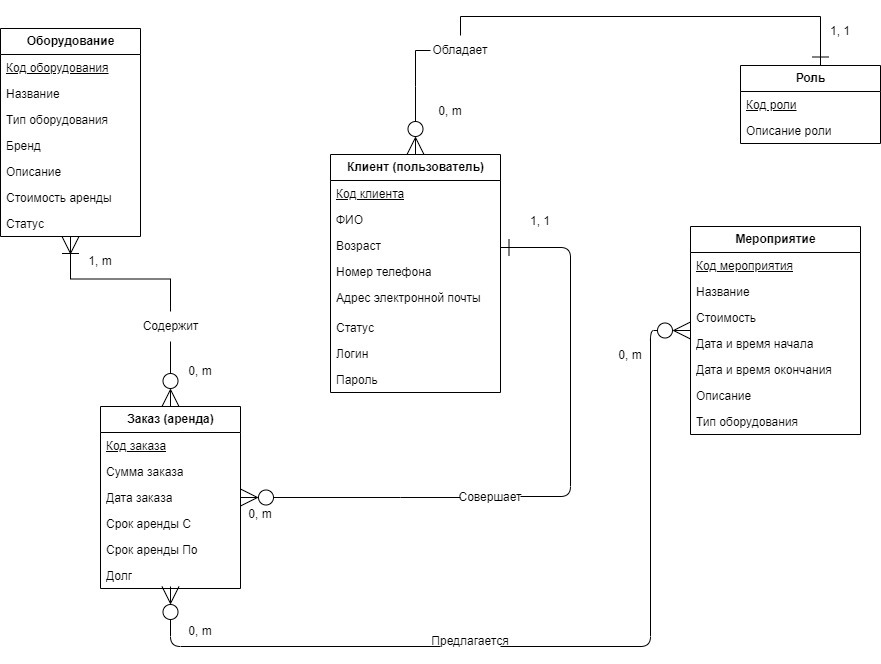 Обладает
1, 1
Оборудование
Код оборудования
Название
Тип оборудования
Бренд
Описание
Стоимость аренды
Статус
1, m
Роль
Код роли
Описание роли
0, m
Клиент (пользователь)
Код клиента
ФИО
Возраст
Номер телефона
Адрес электронной почты
Статус
Логин
Пароль
1, 1
Мероприятие
Код мероприятия
Название
Стоимость
Дата и время начала
Дата и время окончания
Описание
Тип оборудования
0, m
Содержит
0, m
Заказ (аренда)
Код заказа
Сумма заказа
Дата заказа
Срок аренды С
Срок аренды По
Долг
Совершает
0, m
0, m
Предлагается